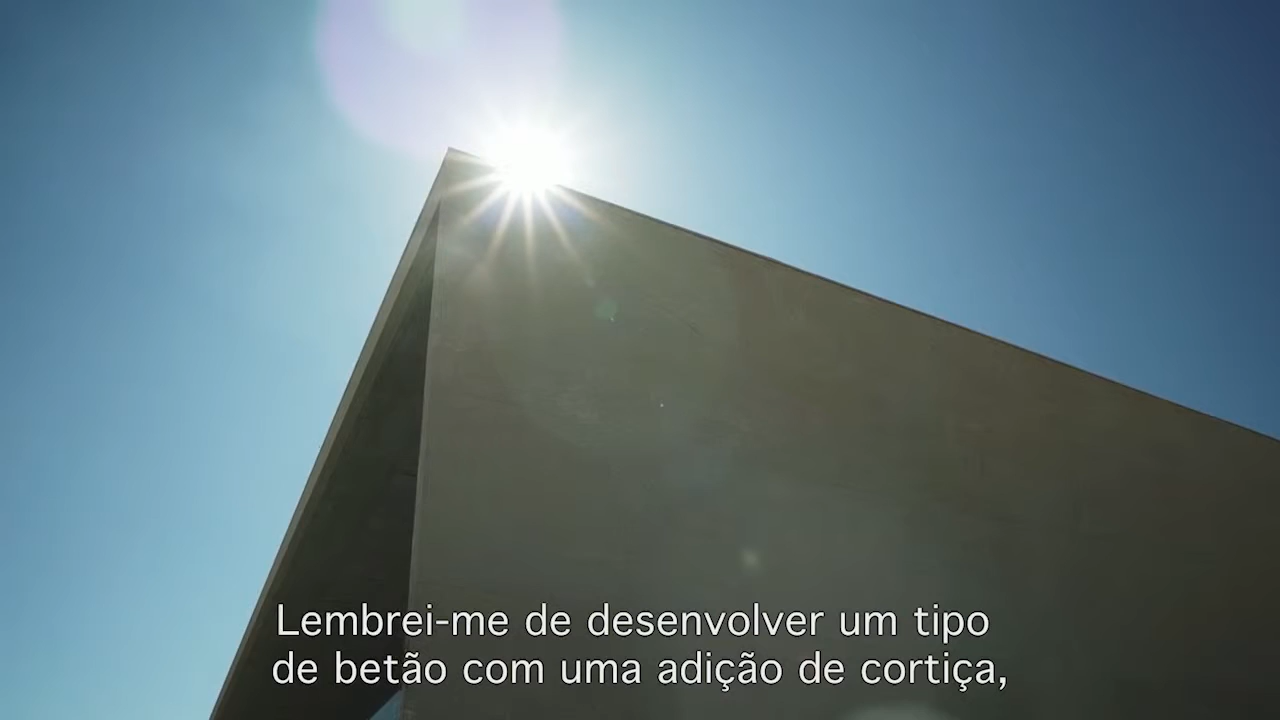 Lembrei-me de desenvolver um tipo
de betão com uma adição de cortiça,